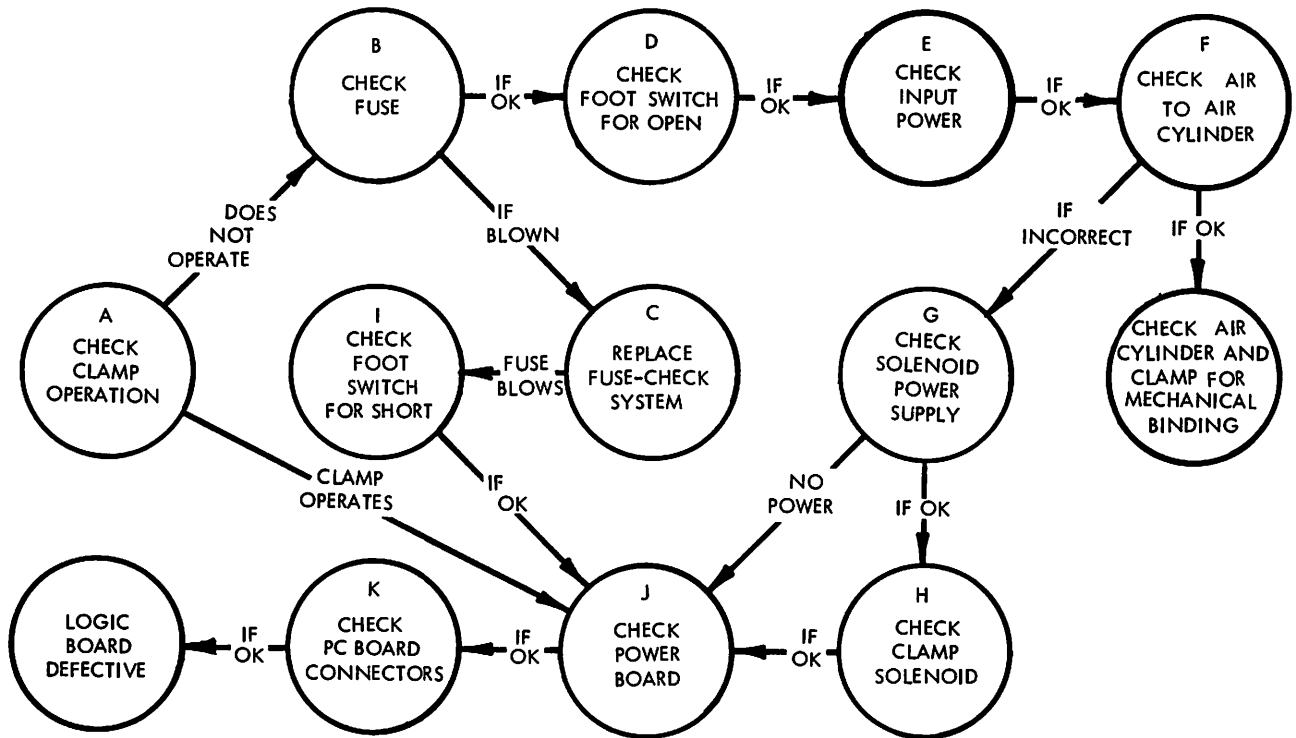 B
CHECK
FUSE
IF
OK
D
CHECK
FOOT SWITCH
FOR OPEN
IF
OK
E
CHECK
INPUT
POWER
IF
OK
F
CHECK AIR
TO AIR
CYLINDER
DOES
NOT
OPERATE
IF
BLOWN
IF
INCORRECT
IF OK
A
CHECK
CLAMP
OPERATION
I
CHECK
FOOT
SWITCH
FOR SHORT
FUSE
BLOWS
C
REPLACE
FUSE-CHECK
SYSTEM
G
CHECK
SOLENOID
POWER
SUPPLY
CHECK AIR
CYLINDER AND
CLAMP FOR
MECHANICAL
BINDING
CLAMP
OPERATES
IF
OK
NO
POWER
IF OK
LOGIC
BOARD
DEFECTIVE
IF
OK
K
CHECK
PC BOARD
CONNECTORS
IF
OK
J
CHECK
POWER
BOARD
IF
OK
H
CHECK
CLAMP
SOLENOID